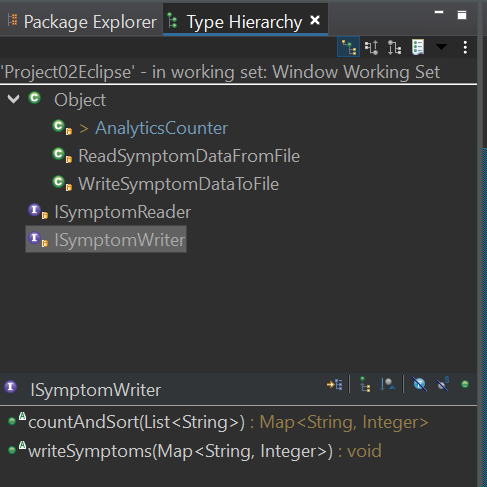 Package Explorer Type Hierarchy
'Project02Eclipse' - in working set: Window Working Set
Object
> AnalyticsCounter
ReadSymptomDataFromFile
WriteSymptomDataToFile
ISymptomReader
ISymptomWriter
ISymptomWriter
countAndSort(List<String>) : Map<String, Integer>
writeSymptoms(Map<String, Integer>) : void